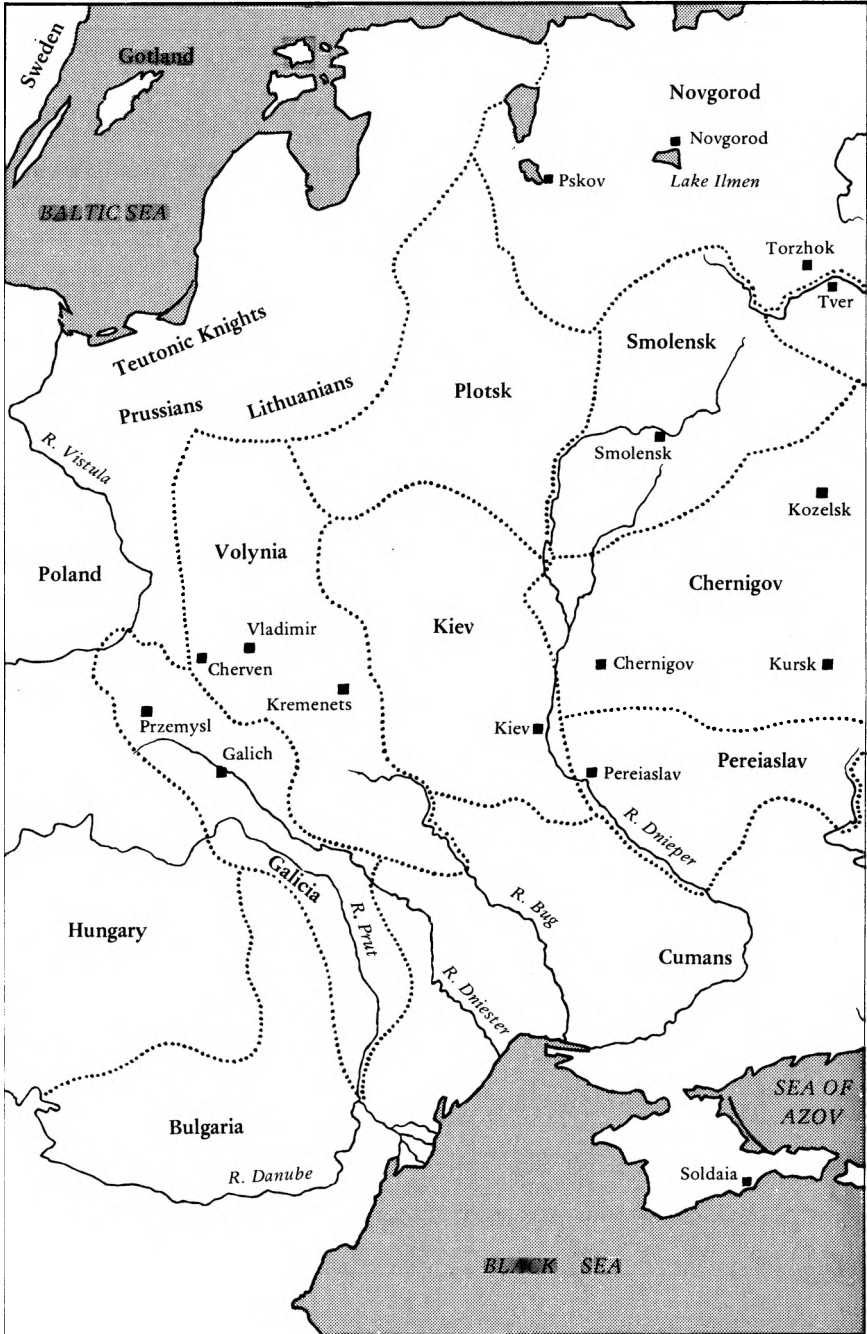 Sweden
Gotland
Novgorod
Novgorod
Pskov
Lake Ilmen
BALTIC SEA
Torzhok
Tver
Teutonic Knights
Smolensk
Prussians
Lithuanians
Plotsk
R. Vistula
Smolensk
Kozelsk
Volynia
Poland
Chernigov
Vladimir
Kiev
Cherven
Chernigov
Kursk
Kremenets
Przemysl
Kiev
Galich
Pereiaslav
Pereiaslav
R. Dnieper
Galicia
R. Prut
R. Bug
Hungary
Cumans
R. Dniester
SEA OF
AZOV
Bulgaria
R. Danube
Soldaia
BLACK SEA